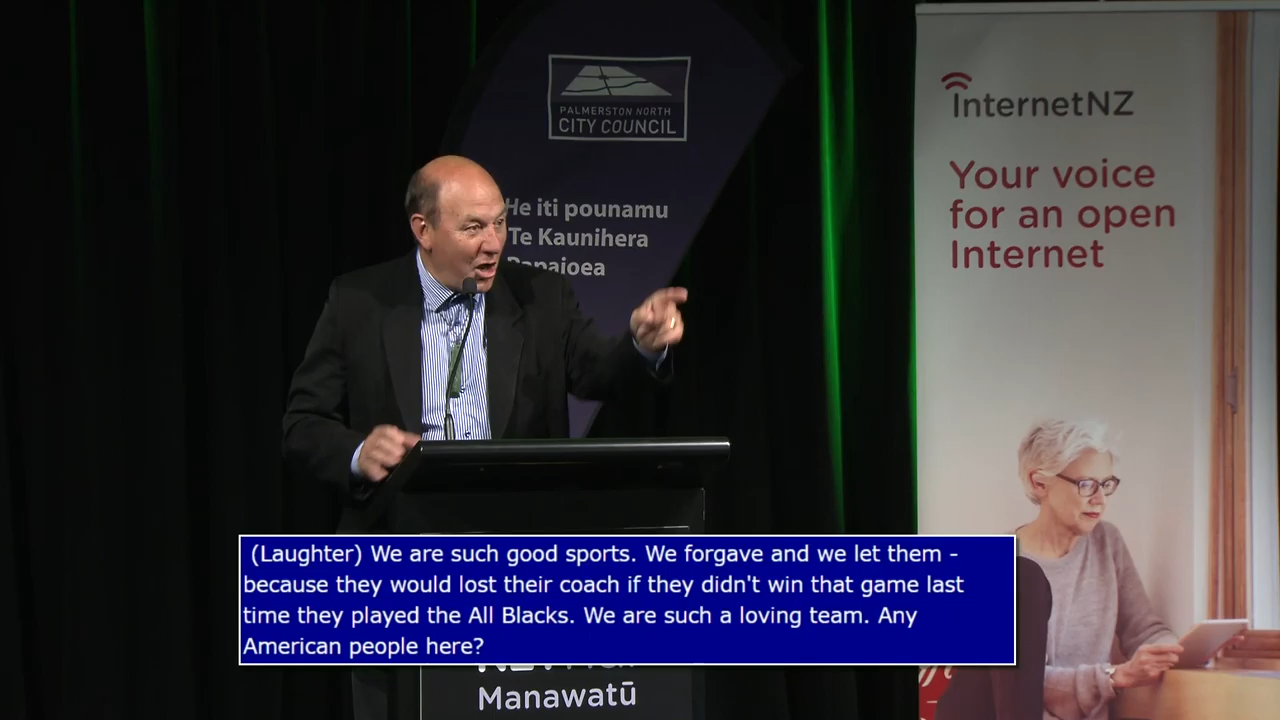 PALMERSTON NORTH
CITY COUNCIL
He iti pounamu
Te Kaunihera
Papaioea
InternetNZ
Your voice
for an open
Internet
(Laughter) We are such good sports. We forgave and we let them -
because they would lost their coach if they didn't win that game last
time they played the All Blacks. We are such a loving team. Any
American people here?
Manawatū